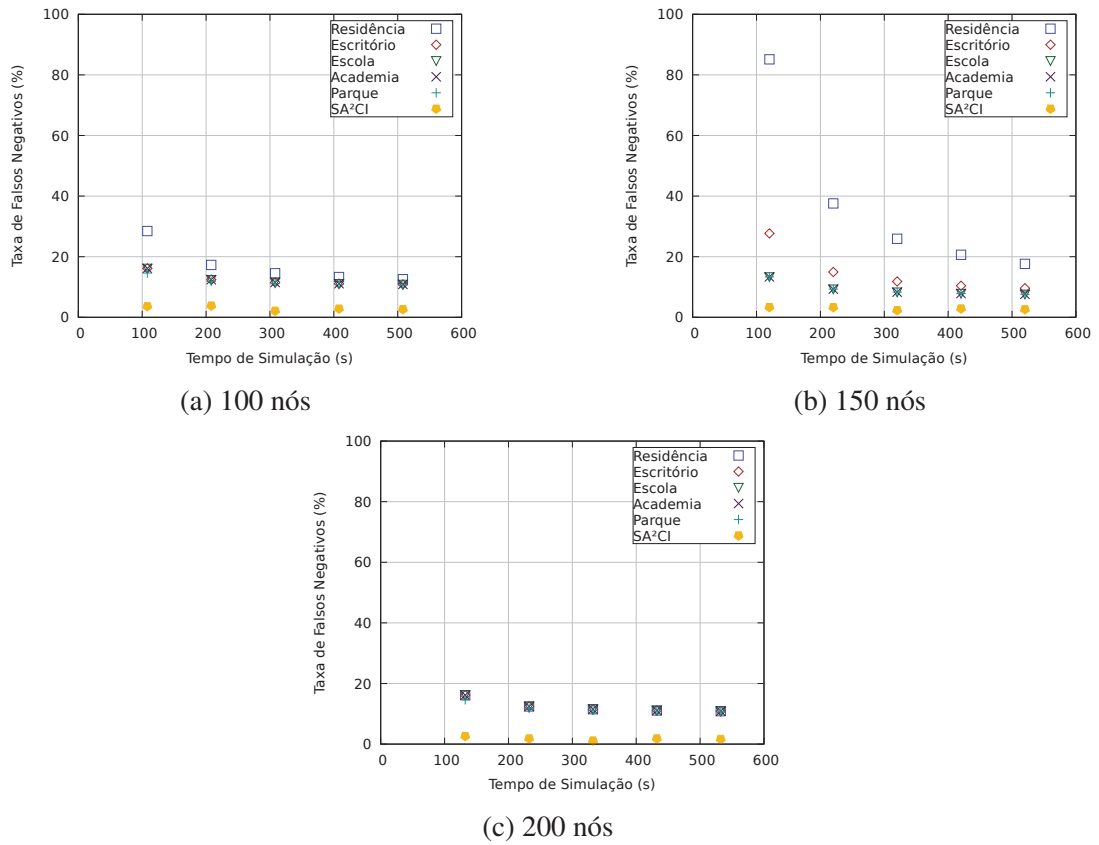 Taxa de Falsos Negativos (%)
100
80
60
40
20
0
Residência
Escritório
Escola
Academia
Parque
SA²CI
0 100 200 300 400 500 600
Tempo de Simulação (s)
(a) 100 nós
Taxa de Falsos Negativos (%)
100
80
60
40
20
0
Residência
Escritório
Escola
Academia
Parque
SA²CI
0 100 200 300 400 500 600
Tempo de Simulação (s)
(b) 150 nós
Taxa de Falsos Negativos (%)
100
80
60
40
20
0
Residência
Escritório
Escola
Academia
Parque
SA²CI
0 100 200 300 400 500 600
Tempo de Simulação (s)
(c) 200 nós